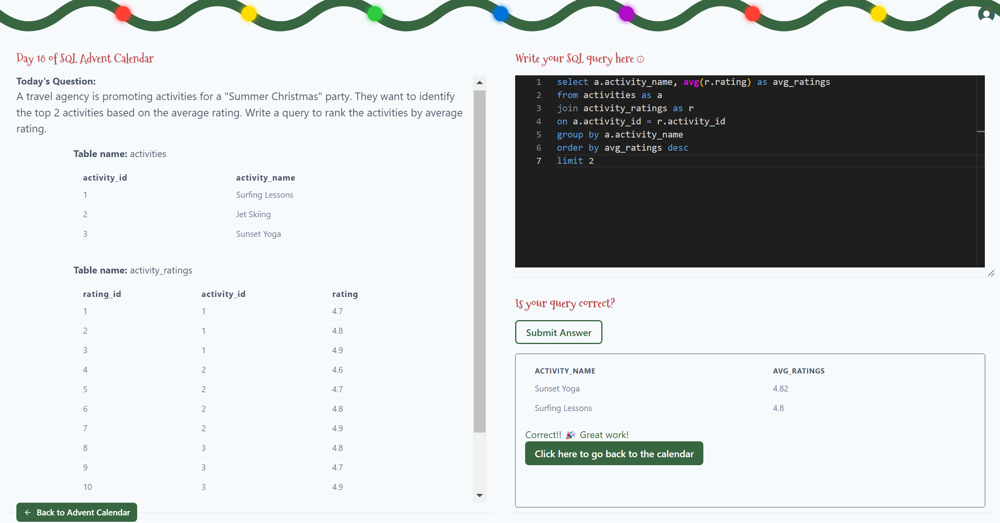 Day 18 of SQL Advent Calendar
Today's Question:
A travel agency is promoting activities for a "Summer Christmas" party. They want to identify
the top 2 activities based on the average rating. Write a query to rank the activities by average
rating.
Table name: activities
activity_id activity_name
1 Surfing Lessons
2 Jet Skiing
3 Sunset Yoga
Table name: activity_ratings
rating_id activity_id rating
1 1 4.7
2 1 4.8
3 1 4.9
4 2 4.6
5 2 4.7
6 2 4.8
7 2 4.9
8 3 4.8
9 3 4.7
10 3 4.9
← Back to Advent Calendar
Write your SQL query here ⓘ
1 select a.activity_name, avg(r.rating) as avg_ratings
2 from activities as a
3 join activity_ratings as r
4 on a.activity_id = r.activity_id
5 group by a.activity_name
6 order by avg_ratings desc
7 limit 2
Is your query correct?
Submit Answer
ACTIVITY_NAME AVG_RATINGS
Sunset Yoga 4.82
Surfing Lessons 4.8
Correct!! 🎉 Great work!
Click here to go back to the calendar